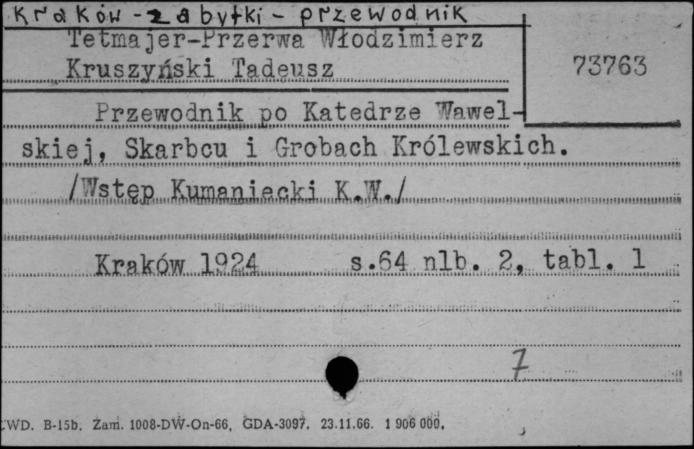 Kraków - zabytki - przewodnik
Tetmajer-Przerwa Włodzimierz
Kruszyński Tadeusz
73763
Przewodnik po Katedrze Wawel-
skiej, Skarbcu i Grobach Królewskich.
/Wstęp Kumaniecki K.W./
Kraków 1924 s.64 nlb. 2, tabl. 1
7
CWD. B-15b. Zam. 1008-DW-On-66, GDA-3097. 23.11.66. 1 906 000.